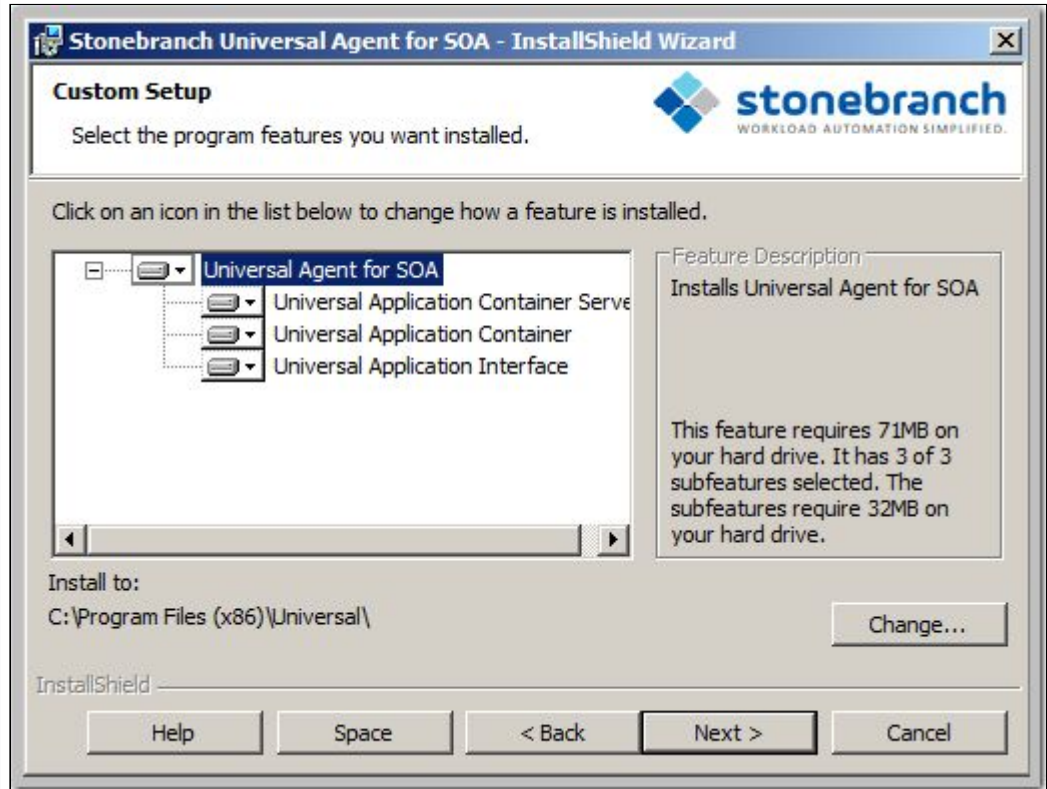 Stonebranch Universal Agent for SOA - InstallShield Wizard
Custom Setup
Select the program features you want installed.
stonebranch
WORKLOAD AUTOMATION SIMPLIFIED.
Click on an icon in the list below to change how a feature is installed.
Universal Agent for SOA
Universal Application Container Serve
Universal Application Container
Universal Application Interface
Feature Description
Installs Universal Agent for SOA
This feature requires 71MB on
your hard drive. It has 3 of 3
subfeatures selected. The
subfeatures require 32MB on
your hard drive.
Install to:
C:\Program Files (x86)\Universal\
Change...
InstallShield
Help
Space
< Back
Next >
Cancel